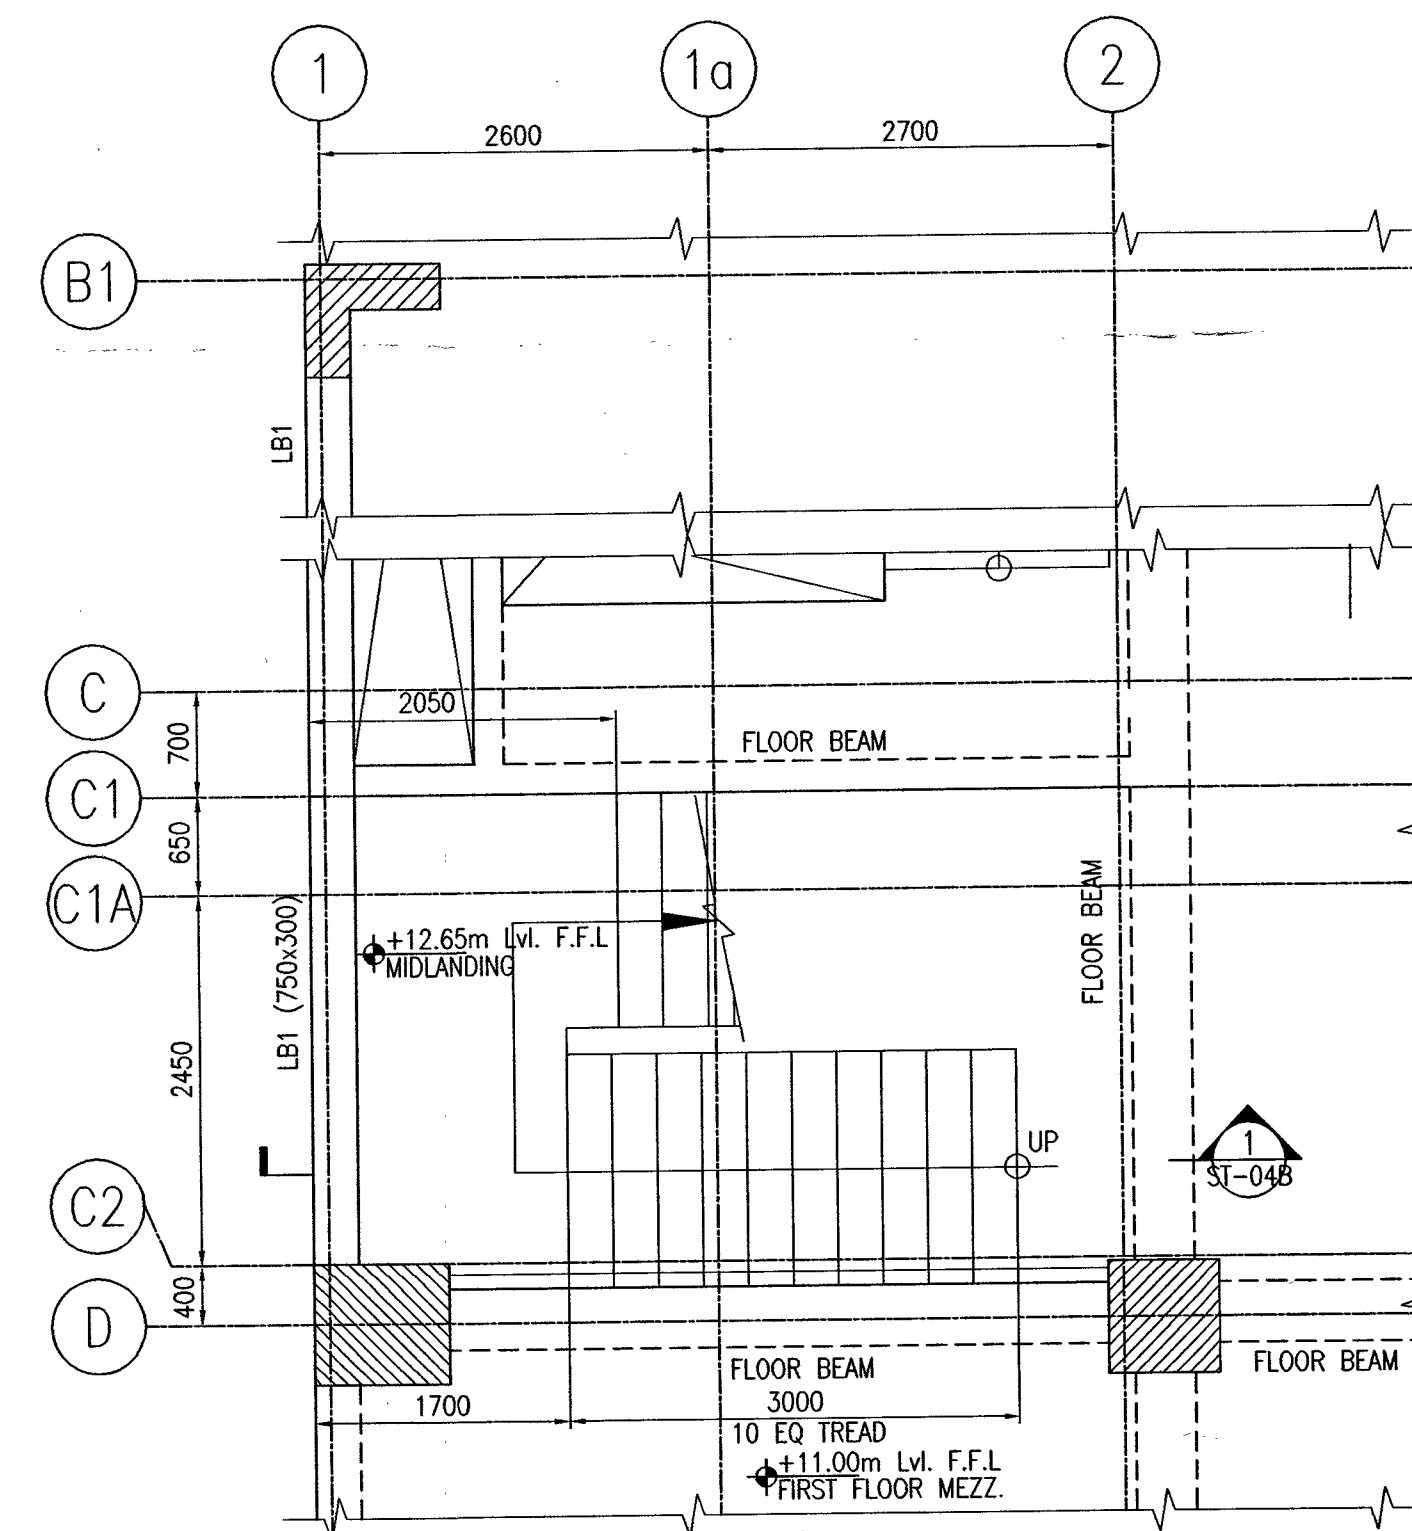 1
1a
2
2600
2700
B1
LB1
C
2050
700
FLOOR BEAM
C1
650
C1A
FLOOR BEAM
+12.65m Lvl. F.F.L
MIDLANDING
LB1 (750x300)
2450
UP
1
ST-04B
C2
400
D
FLOOR BEAM
FLOOR BEAM
1700
3000
10 EQ TREAD
+11.00m Lvl. F.F.L
FIRST FLOOR MEZZ.